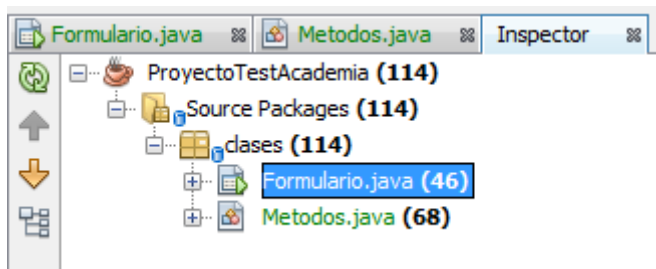 Formulario.java Metodos.java Inspector
ProyectoTestAcademia (114)
Source Packages (114)
clases (114)
Formulario.java (46)
Metodos.java (68)